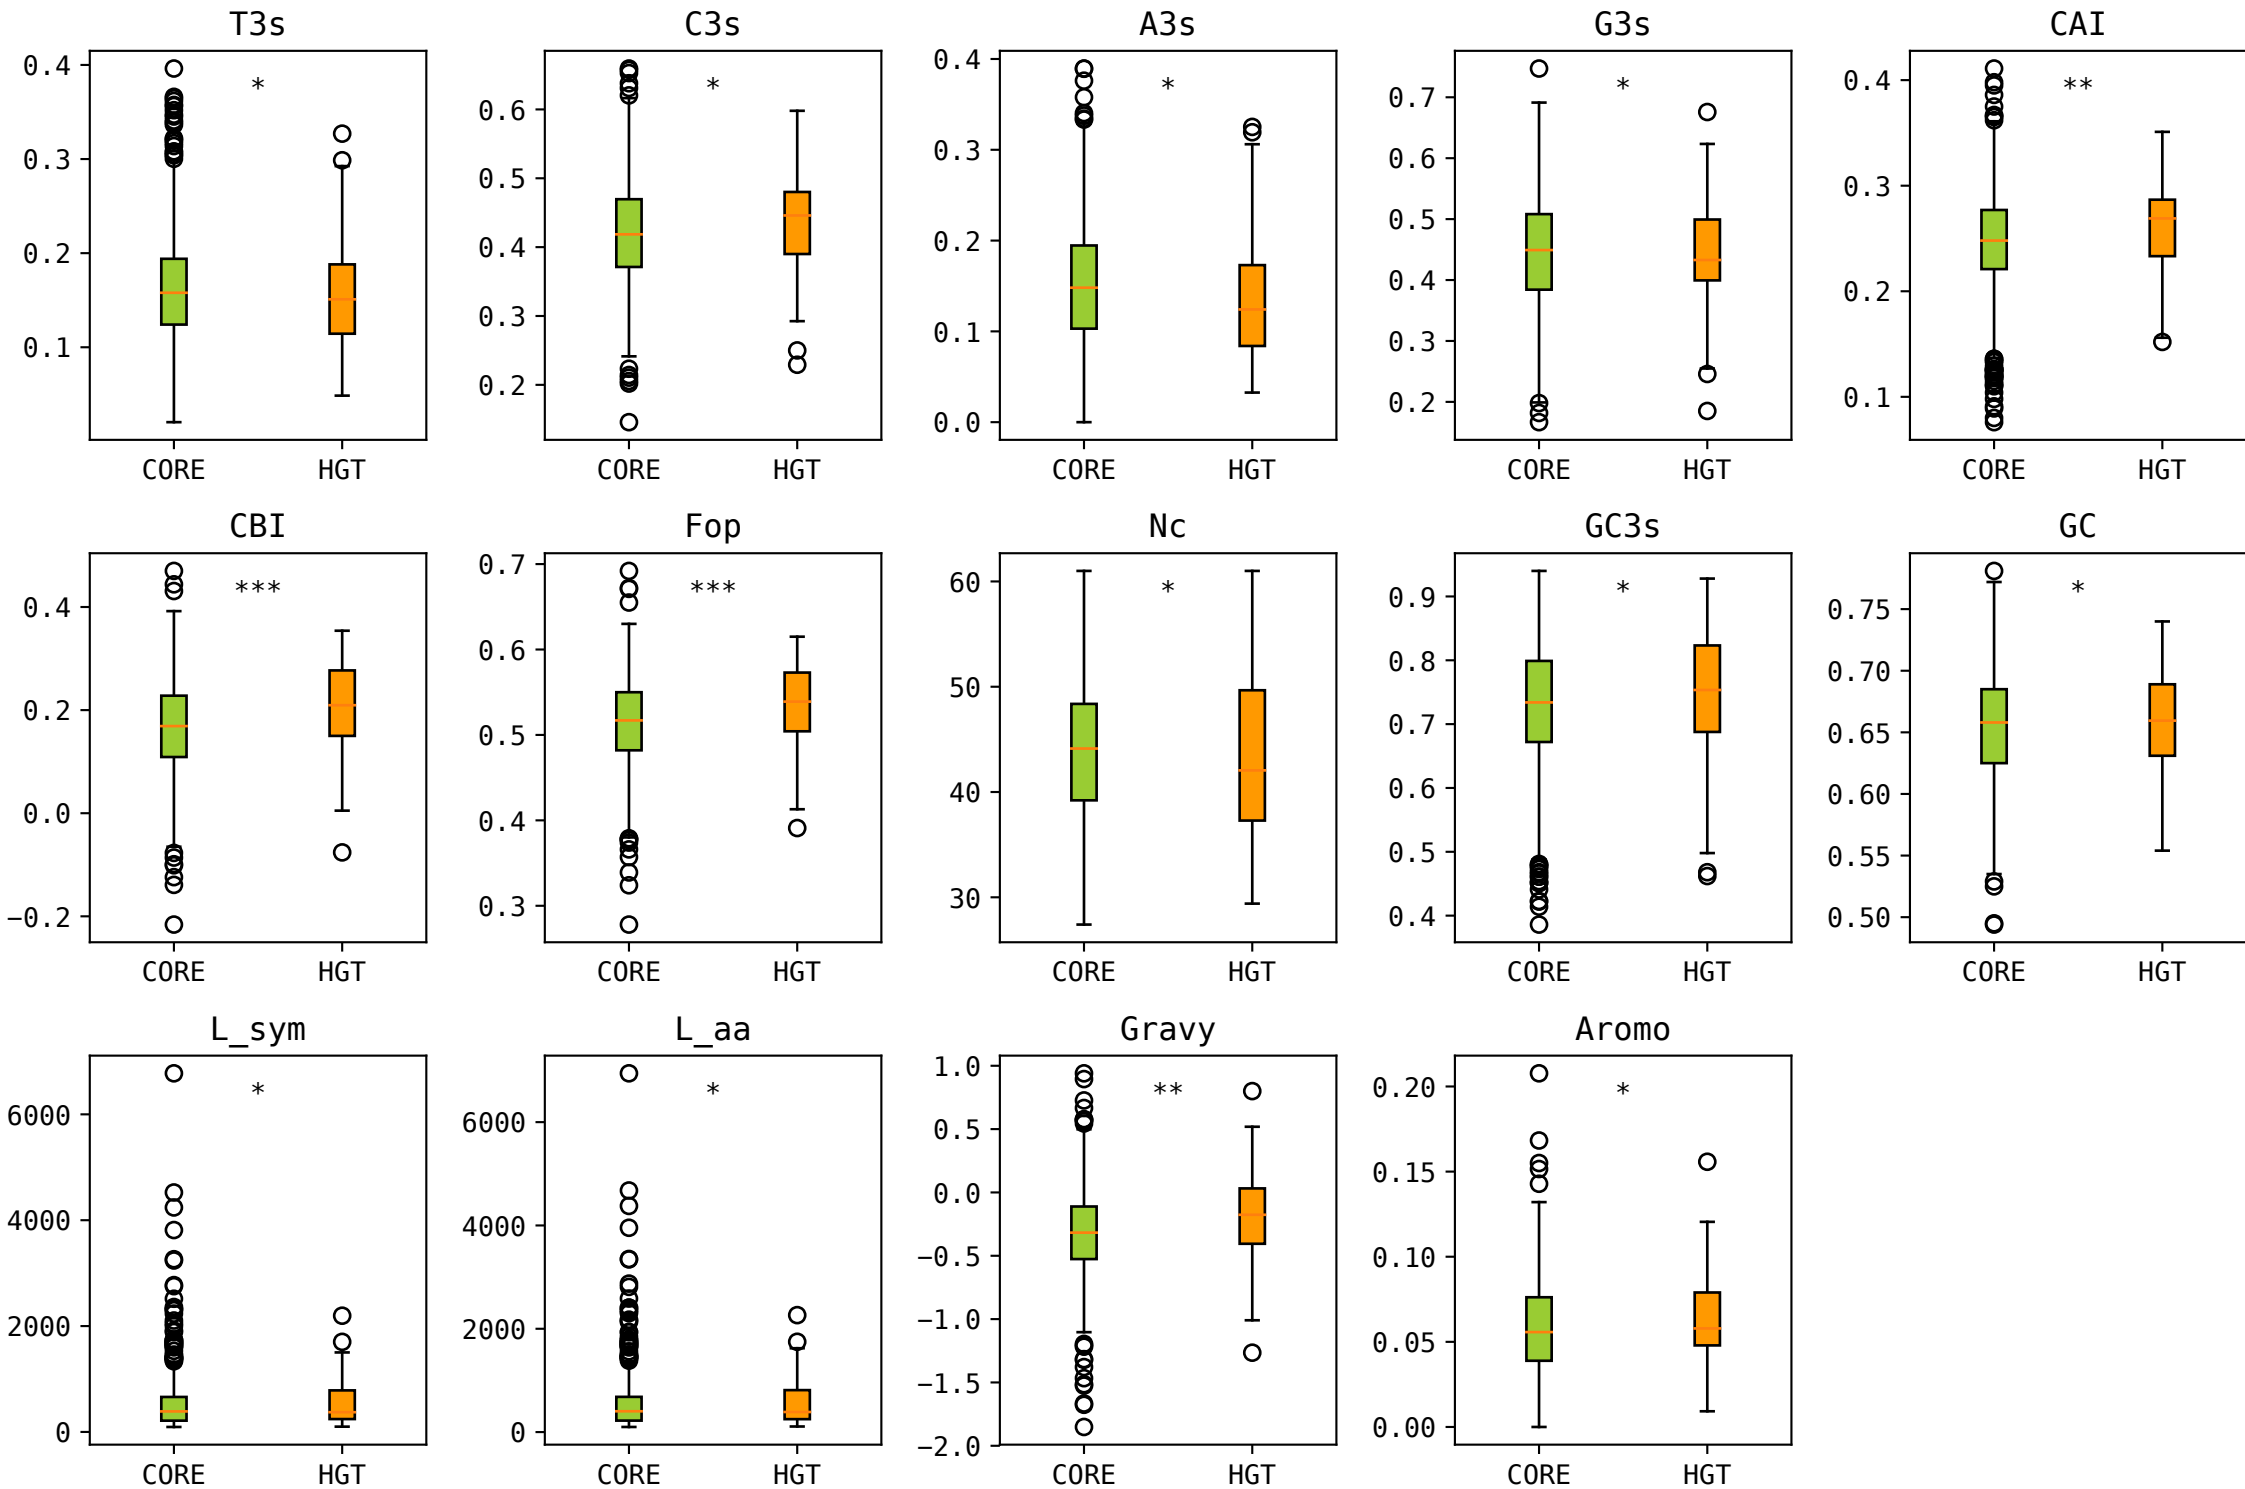 T3s C3s A3s G3s CAI
0.4 0.3 0.2 0.1 * CORE HGT
0.6 0.5 0.4 0.3 0.2 * CORE HGT
0.4 0.3 0.2 0.1 0.0 * CORE HGT
0.7 0.6 0.5 0.4 0.3 0.2 * CORE HGT
0.4 0.3 0.2 0.1 ** CORE HGT
CBI Fop Nc GC3s GC
0.4 0.2 0.0 −0.2 *** CORE HGT
0.7 0.6 0.5 0.4 0.3 *** CORE HGT
60 50 40 30 * CORE HGT
0.9 0.8 0.7 0.6 0.5 0.4 * CORE HGT
0.75 0.70 0.65 0.60 0.55 0.50 * CORE HGT
L_sym L_aa Gravy Aromo
6000 4000 2000 0 * CORE HGT
6000 4000 2000 0 * CORE HGT
1.0 0.5 0.0 −0.5 −1.0 −1.5 −2.0 ** CORE HGT
0.20 0.15 0.10 0.05 0.00 * CORE HGT